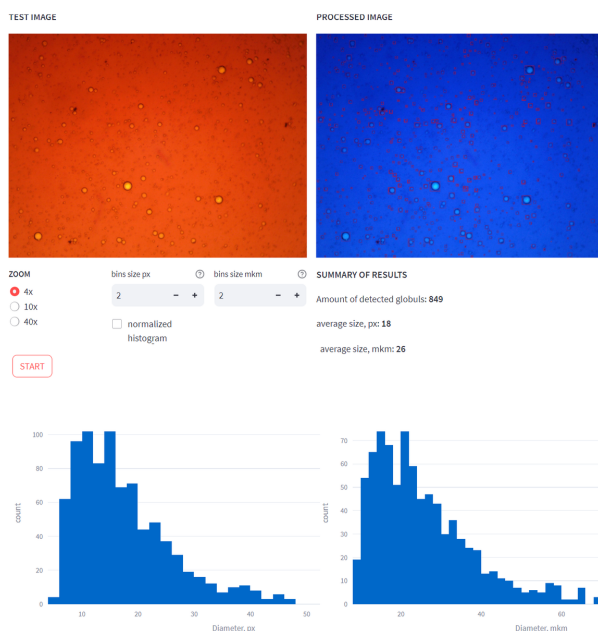 TEST IMAGE
PROCESSED IMAGE
ZOOM
4x
10x
40x
bins size px
2
- +
bins size mkm
2
- +
normalized
histogram
START
SUMMARY OF RESULTS
Amount of detected globuls: 849
average size, px: 18
average size, mkm: 26
100
80
60
40
20
0
count
10
20
30
40
50
Diameter, px
70
60
50
40
30
20
10
0
count
20
40
60
Diameter, mkm